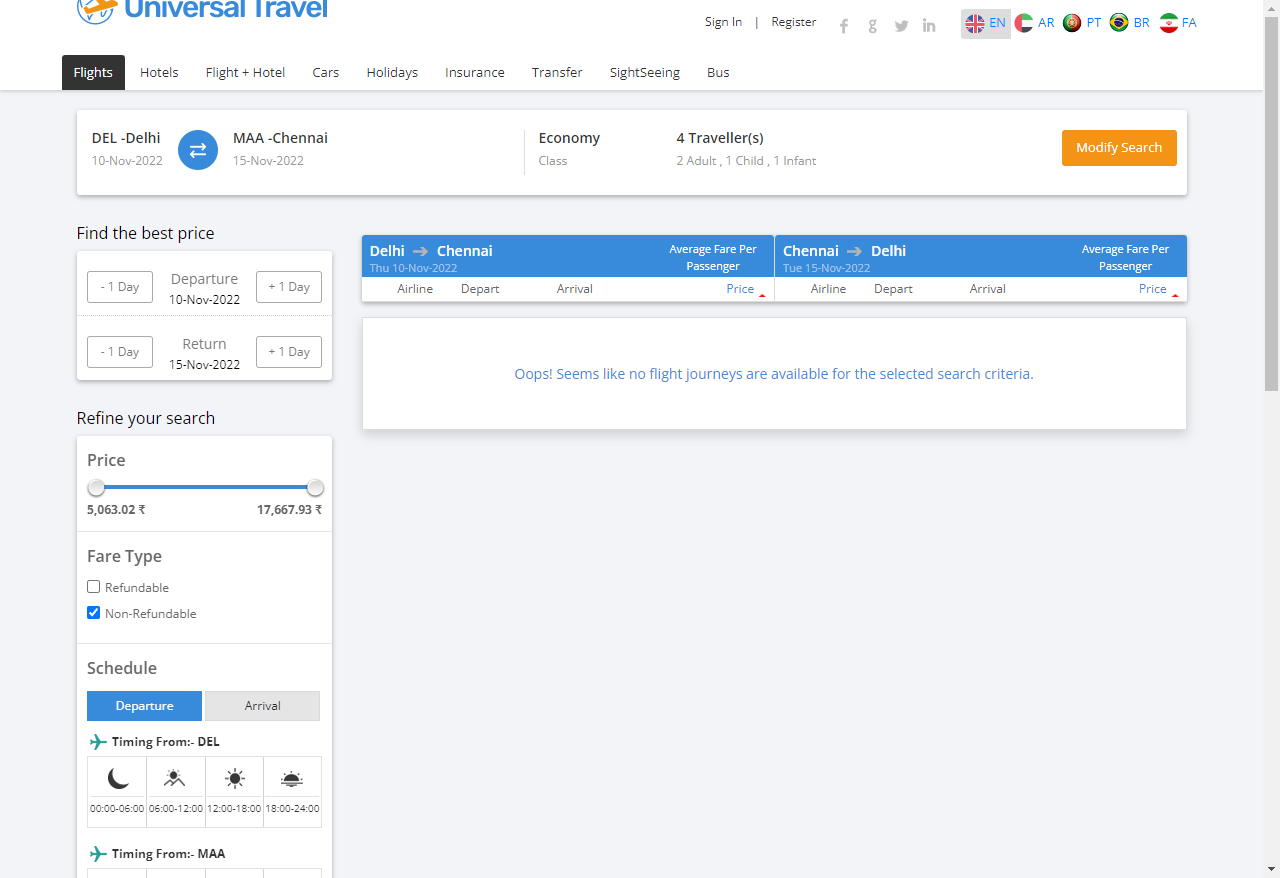 Universal Travel
Sign In | Register
EN AR PT BR FA
Flights Hotels Flight + Hotel Cars Holidays Insurance Transfer SightSeeing Bus
DEL -Delhi MAA -Chennai Economy 4 Traveller(s)
10-Nov-2022 15-Nov-2022 Class 2 Adult , 1 Child , 1 Infant
Modify Search
Find the best price
- 1 Day Departure + 1 Day
10-Nov-2022
- 1 Day Return + 1 Day
15-Nov-2022
Refine your search
Price
5,063.02 ₹ 17,667.93 ₹
Fare Type
Refundable
Non-Refundable
Schedule
Departure Arrival
Timing From:- DEL
00:00-06:00 06:00-12:00 12:00-18:00 18:00-24:00
Timing From:- MAA
Delhi Chennai Average Fare Per Passenger
Thu 10-Nov-2022
Airline Depart Arrival Price
Chennai Delhi Average Fare Per Passenger
Tue 15-Nov-2022
Airline Depart Arrival Price
Oops! Seems like no flight journeys are available for the selected search criteria.